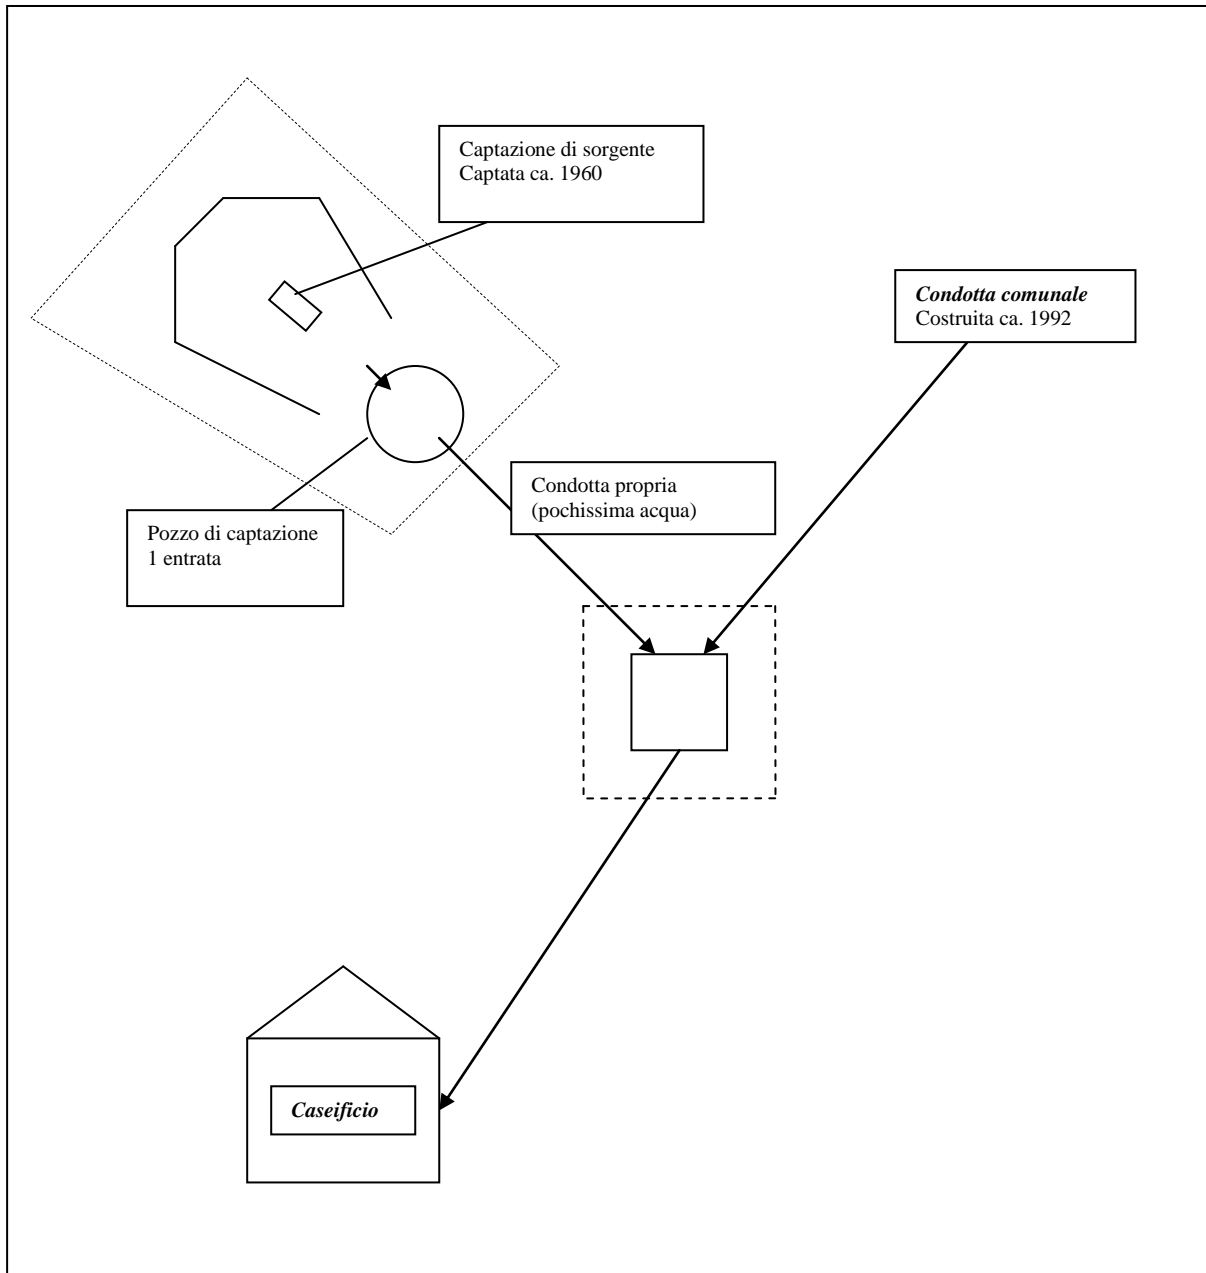 Captazione di sorgente
Captata ca. 1960
Condotta comunale
Costruita ca. 1992
Condotta propria
(pochissima acqua)
Pozzo di captazione
1 entrata
Caseificio